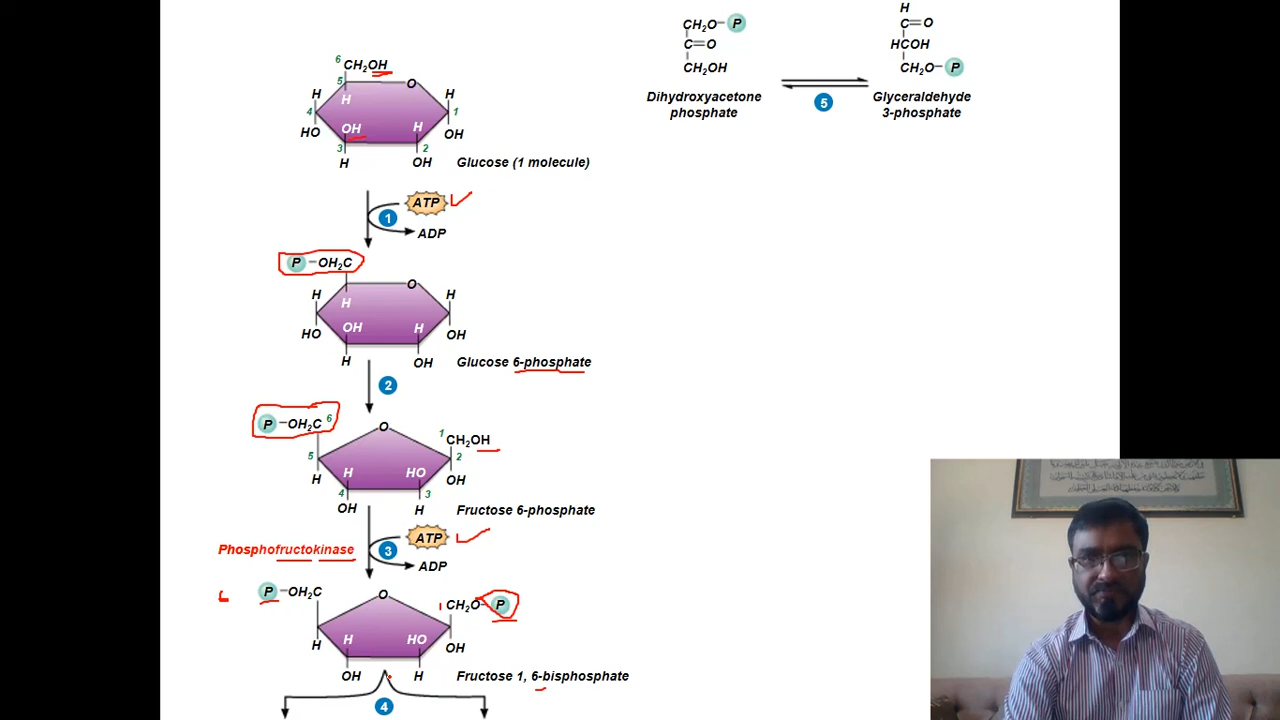 6
CH2OH
5
O
H
H
H
4
1
OH
H
HO
OH
3
2
H
OH
Glucose (1 molecule)
ATP
1
ADP
P –OH2C
O
H
H
H
OH
H
HO
OH
H
OH
Glucose 6-phosphate
2
P –OH2C 6
O
1
CH2OH
5
2
H
HO
H
OH
4
3
OH
H
Fructose 6-phosphate
ATP
Phosphofructokinase
3
ADP
P –OH2C
O
CH2O– P
H
HO
H
OH
OH
H
Fructose 1, 6-bisphosphate
4
CH2O– P
C=O
CH2OH
Dihydroxyacetone
phosphate
5
H
C=O
HCOH
CH2O– P
Glyceraldehyde
3-phosphate